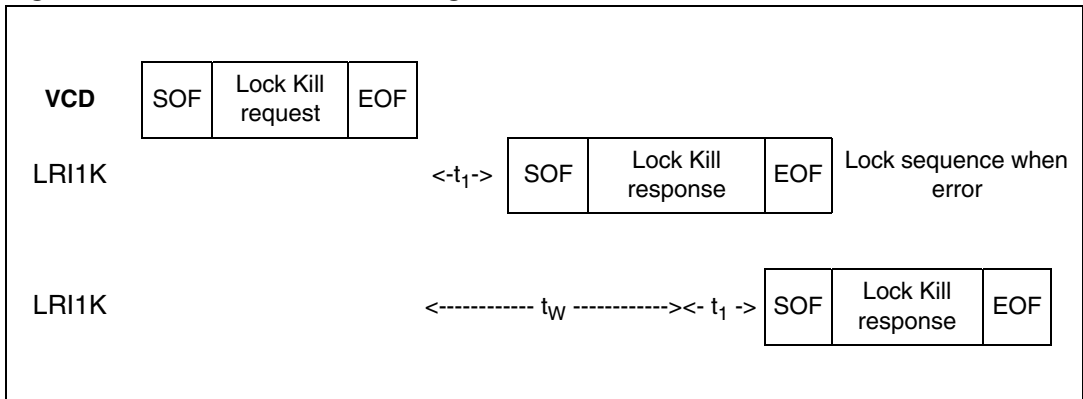 VCD SOF Lock Kill request EOF
LRI1K <-t1-> SOF Lock Kill response EOF Lock sequence when error
LRI1K <------------ tW ------------><- t1 -> SOF Lock Kill response EOF